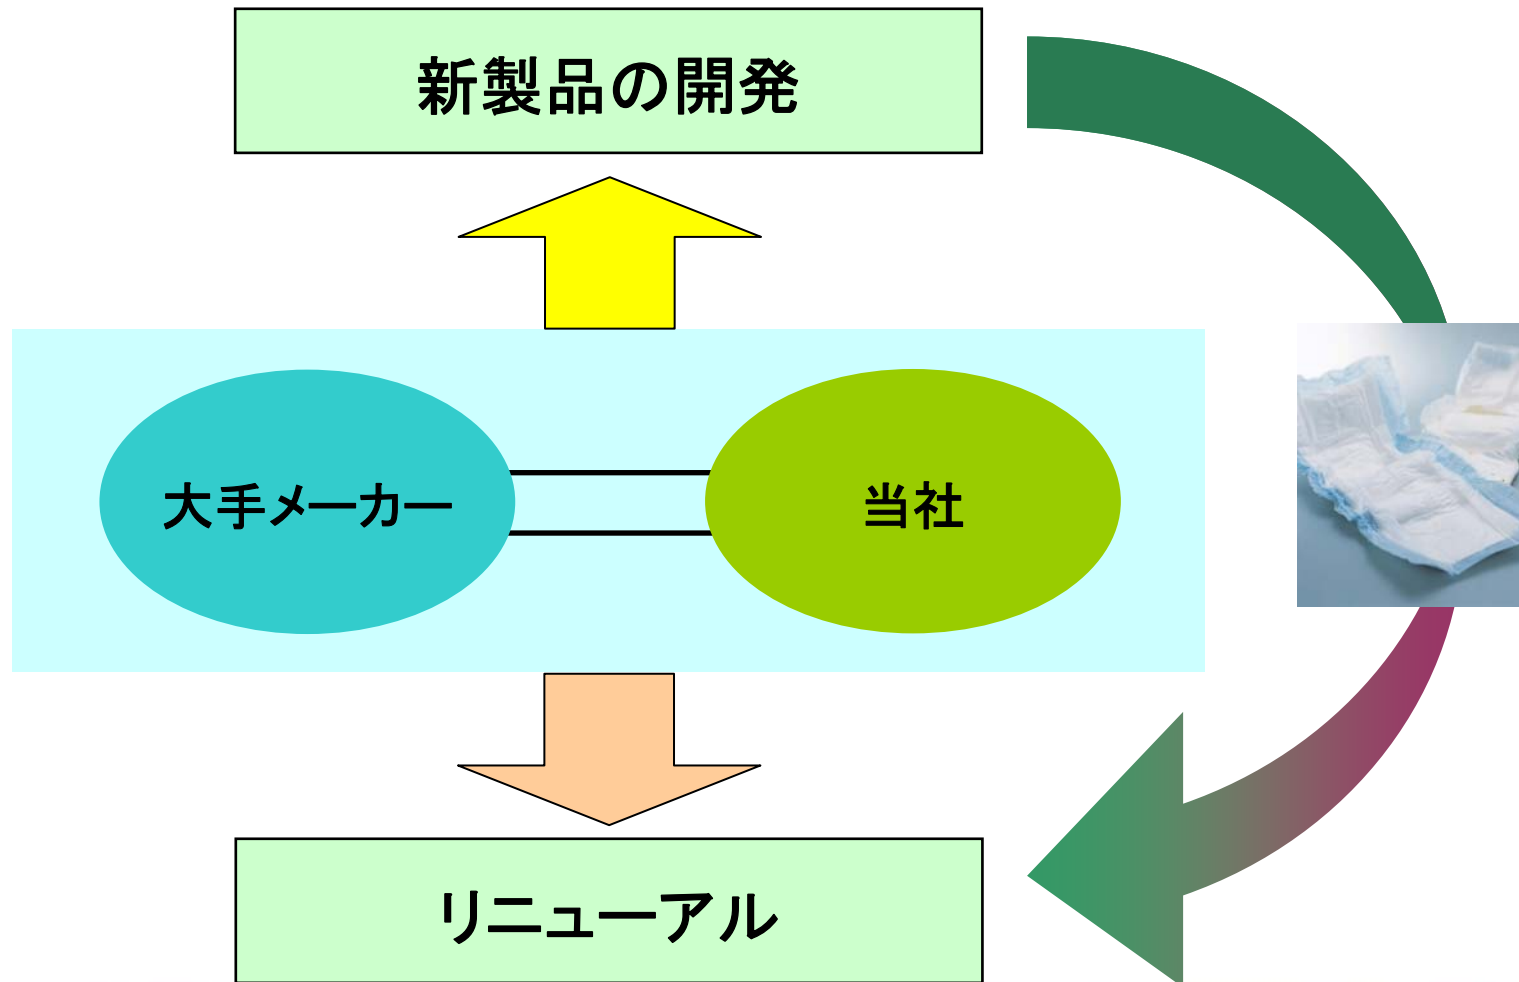 新製品の開発
大手メーカー
当社
リニューアル